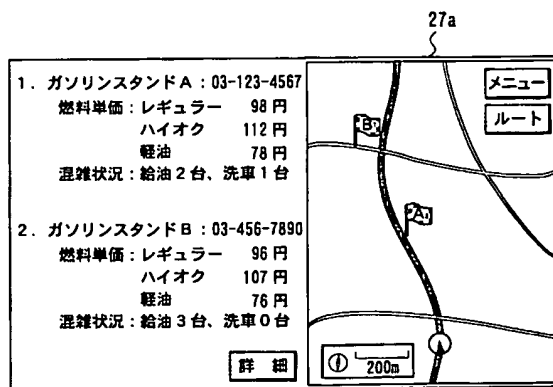 27a
1. ガソリンスタンドA:03-123-4567
燃料単価:レギュラー 98円
ハイオク 112円
軽油 78円
混雑状況:給油2台、洗車1台
2. ガソリンスタンドB:03-456-7890
燃料単価:レギュラー 96円
ハイオク 107円
軽油 76円
混雑状況:給油3台、洗車0台
詳細
メニュー
ルート
B
A
200m